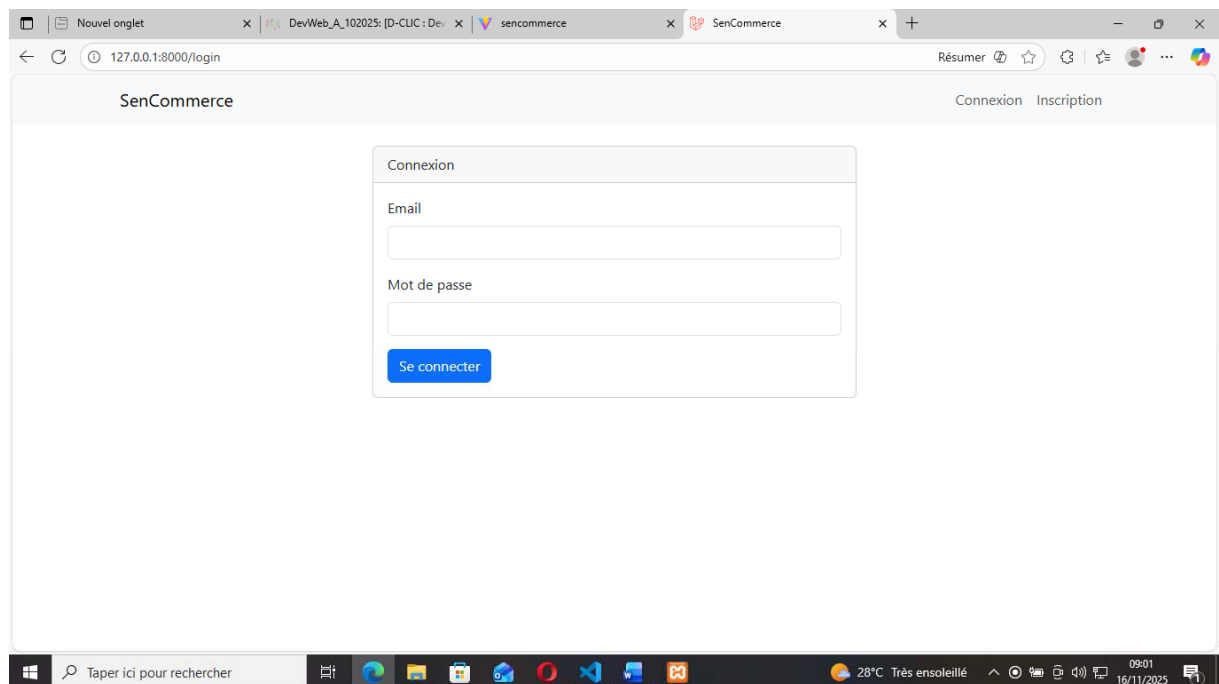 Nouvel onglet
DevWeb_A_102025: [D-CLIC : Dev
sencommerce
SenCommerce
127.0.0.1:8000/login
Résumer
SenCommerce
Connexion Inscription
Connexion
Email
Mot de passe
Se connecter
Taper ici pour rechercher
28°C Très ensoleillé
09:01
16/11/2025
1